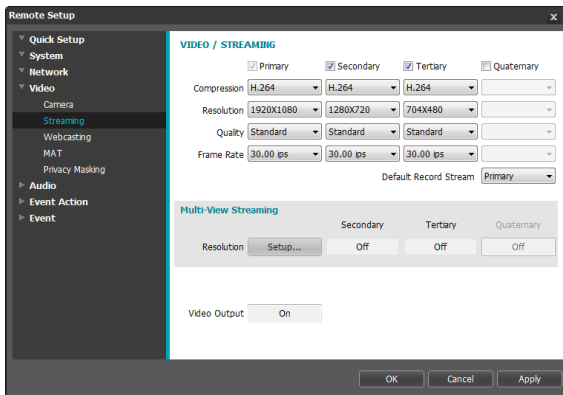 Remote Setup x
Quick Setup
System
Network
Video
Camera
Streaming
Webcasting
MAT
Privacy Masking
Audio
Event Action
Event
VIDEO / STREAMING
Primary Secondary Tertiary Quaternary
Compression H.264 H.264 H.264
Resolution 1920X1080 1280X720 704X480
Quality Standard Standard Standard
Frame Rate 30.00 ips 30.00 ips 30.00 ips
Default Record Stream Primary
Multi-View Streaming
Secondary Tertiary Quaternary
Resolution Setup... Off Off Off
Video Output On
OK Cancel Apply